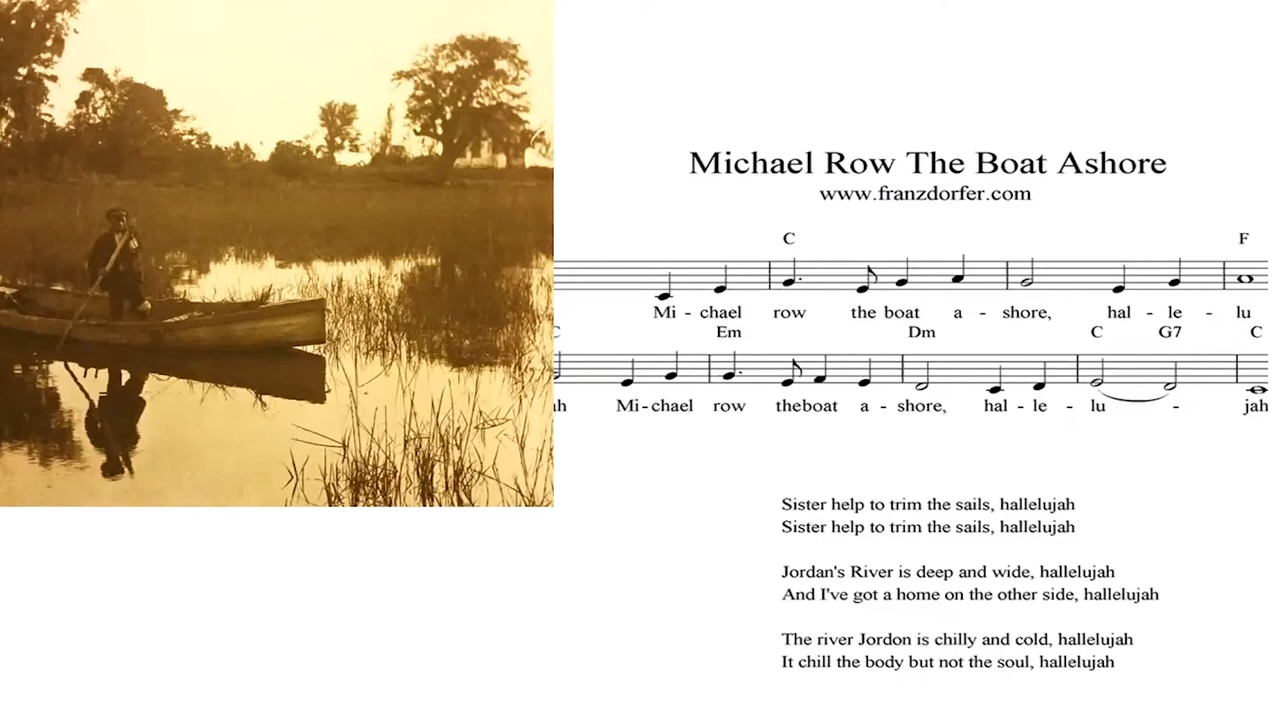 Michael Row The Boat Ashore
www.franzdorfer.com
C F
Mi - chael row the boat a - shore, hal - le - lu
C Em Dm C G7 C
ah Mi - chael row theboat a - shore, hal - le - lu - jah
Sister help to trim the sails, hallelujah
Sister help to trim the sails, hallelujah
Jordan's River is deep and wide, hallelujah
And I've got a home on the other side, hallelujah
The river Jordon is chilly and cold, hallelujah
It chill the body but not the soul, hallelujah